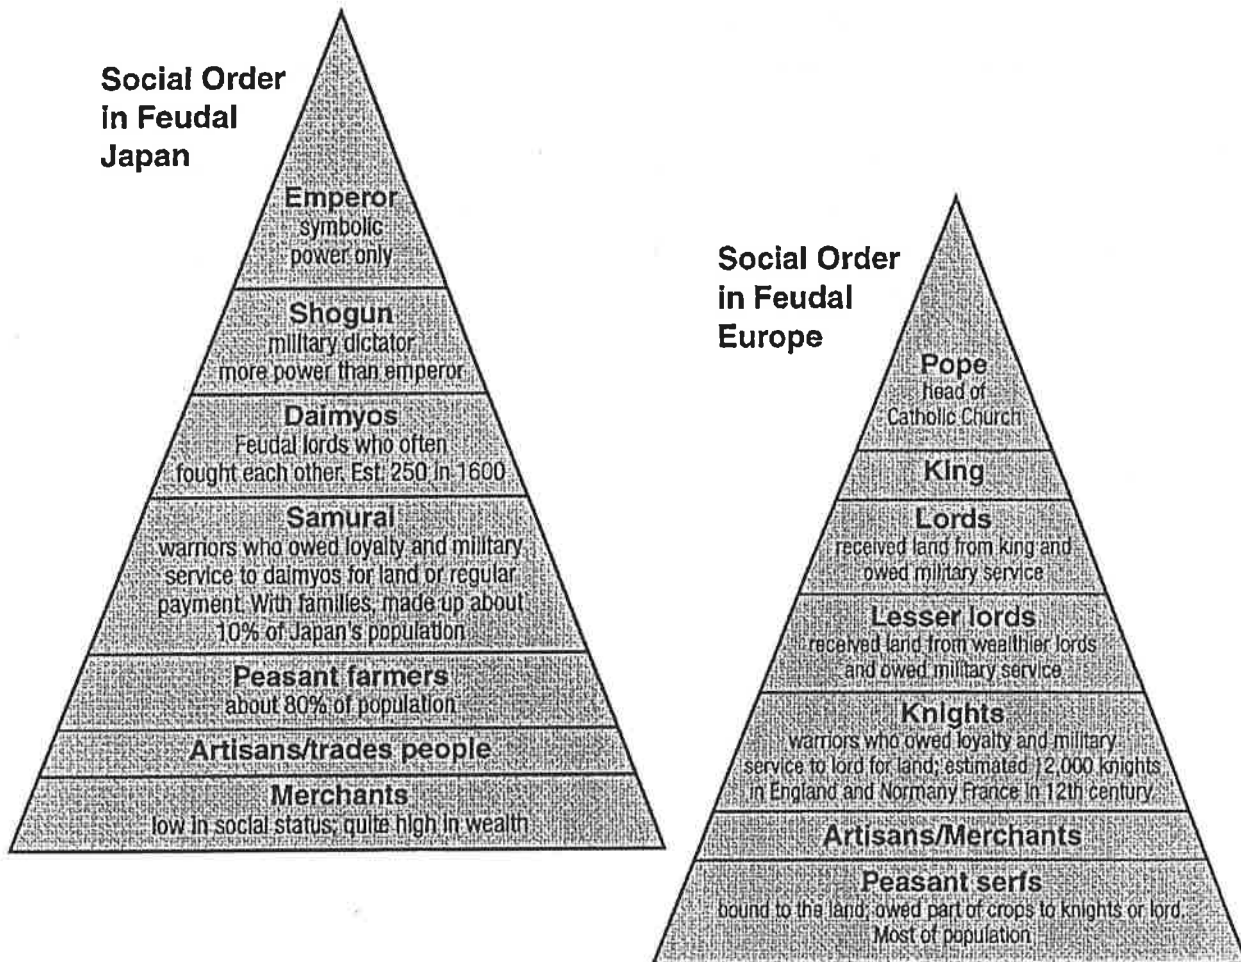 Social Order
in Feudal
Japan
Emperor
symbolic
power only
Shogun
military dictator
more power than emperor
Daimyos
Feudal lords who often
fought each other. Est. 250 in 1600
Samurai
warriors who owed loyalty and military
service to daimyos for land or regular
payment. With families, made up about
10% of Japan's population
Peasant farmers
about 80% of population
Artisans/trades people
Merchants
low in social status; quite high in wealth
Social Order
in Feudal
Europe
Pope
head of
Catholic Church
King
Lords
received land from king and
owed military service
Lesser lords
received land from wealthier lords
and owed military service
Knights
warriors who owed loyalty and military
service to lord for land; estimated 12,000 knights
in England and Normany France in 12th century
Artisans/Merchants
Peasant serfs
bound to the land; owed part of crops to knights or lord.
Most of population